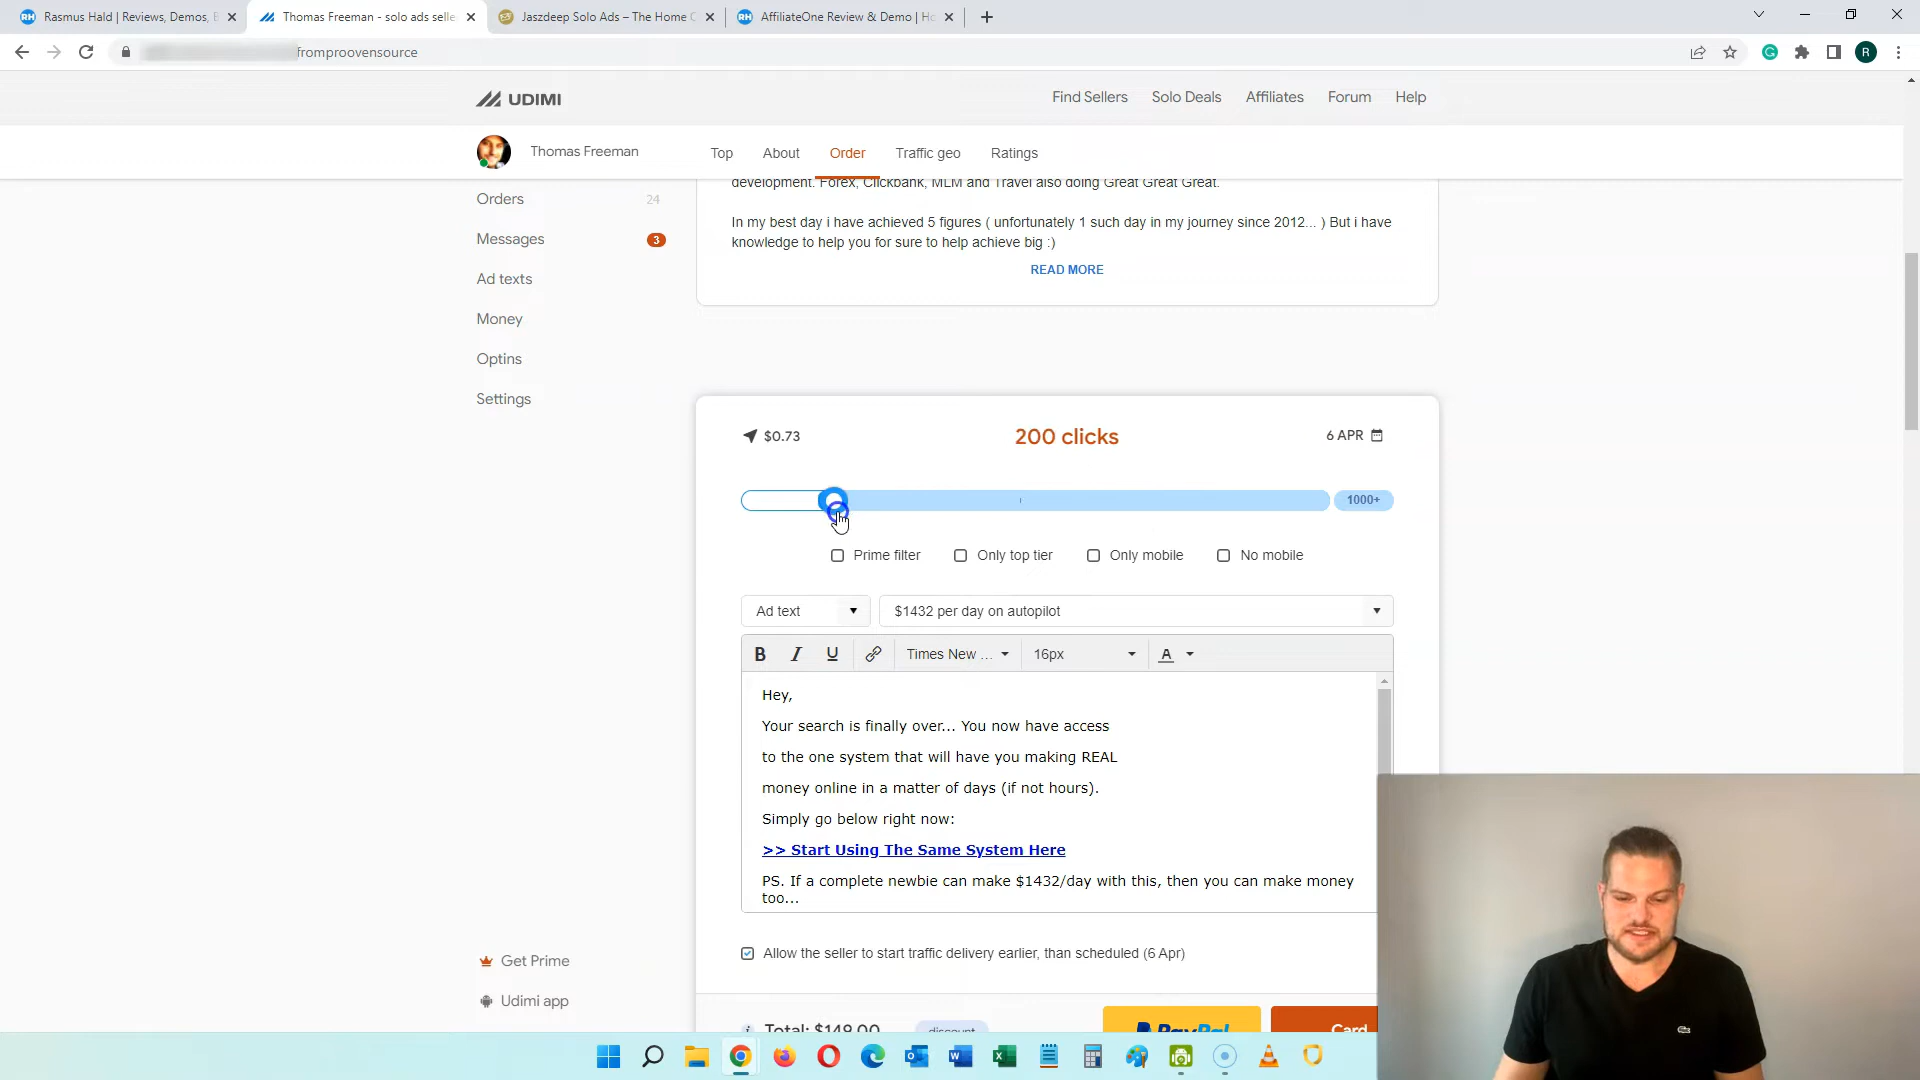 Rasmus Hald | Reviews, Demos, E
Thomas Freeman - solo ads selle
Jaszdeep Solo Ads – The Home O
AffiliateOne Review & Demo | Ho
fromproovensource
R
UDIMI
Find Sellers
Solo Deals
Affiliates
Forum
Help
Thomas Freeman
Top
About
Order
Traffic geo
Ratings
Orders
24
Messages
3
Ad texts
Money
Optins
Settings
development. Forex, Clickbank, MLM and Travel also doing Great Great Great.
In my best day i have achieved 5 figures ( unfortunately 1 such day in my journey since 2012... ) But i have
knowledge to help you for sure to help achieve big :)
READ MORE
$0.73
200 clicks
6 APR
1000+
Prime filter
Only top tier
Only mobile
No mobile
Ad text
$1432 per day on autopilot
B
I
U
Times New ...
16px
A
Hey,
Your search is finally over... You now have access
to the one system that will have you making REAL
money online in a matter of days (if not hours).
Simply go below right now:
>> Start Using The Same System Here
PS. If a complete newbie can make $1432/day with this, then you can make money
too...
Allow the seller to start traffic delivery earlier, than scheduled (6 Apr)
Get Prime
Udimi app
Total: $149.00
discount
PayPal
Card